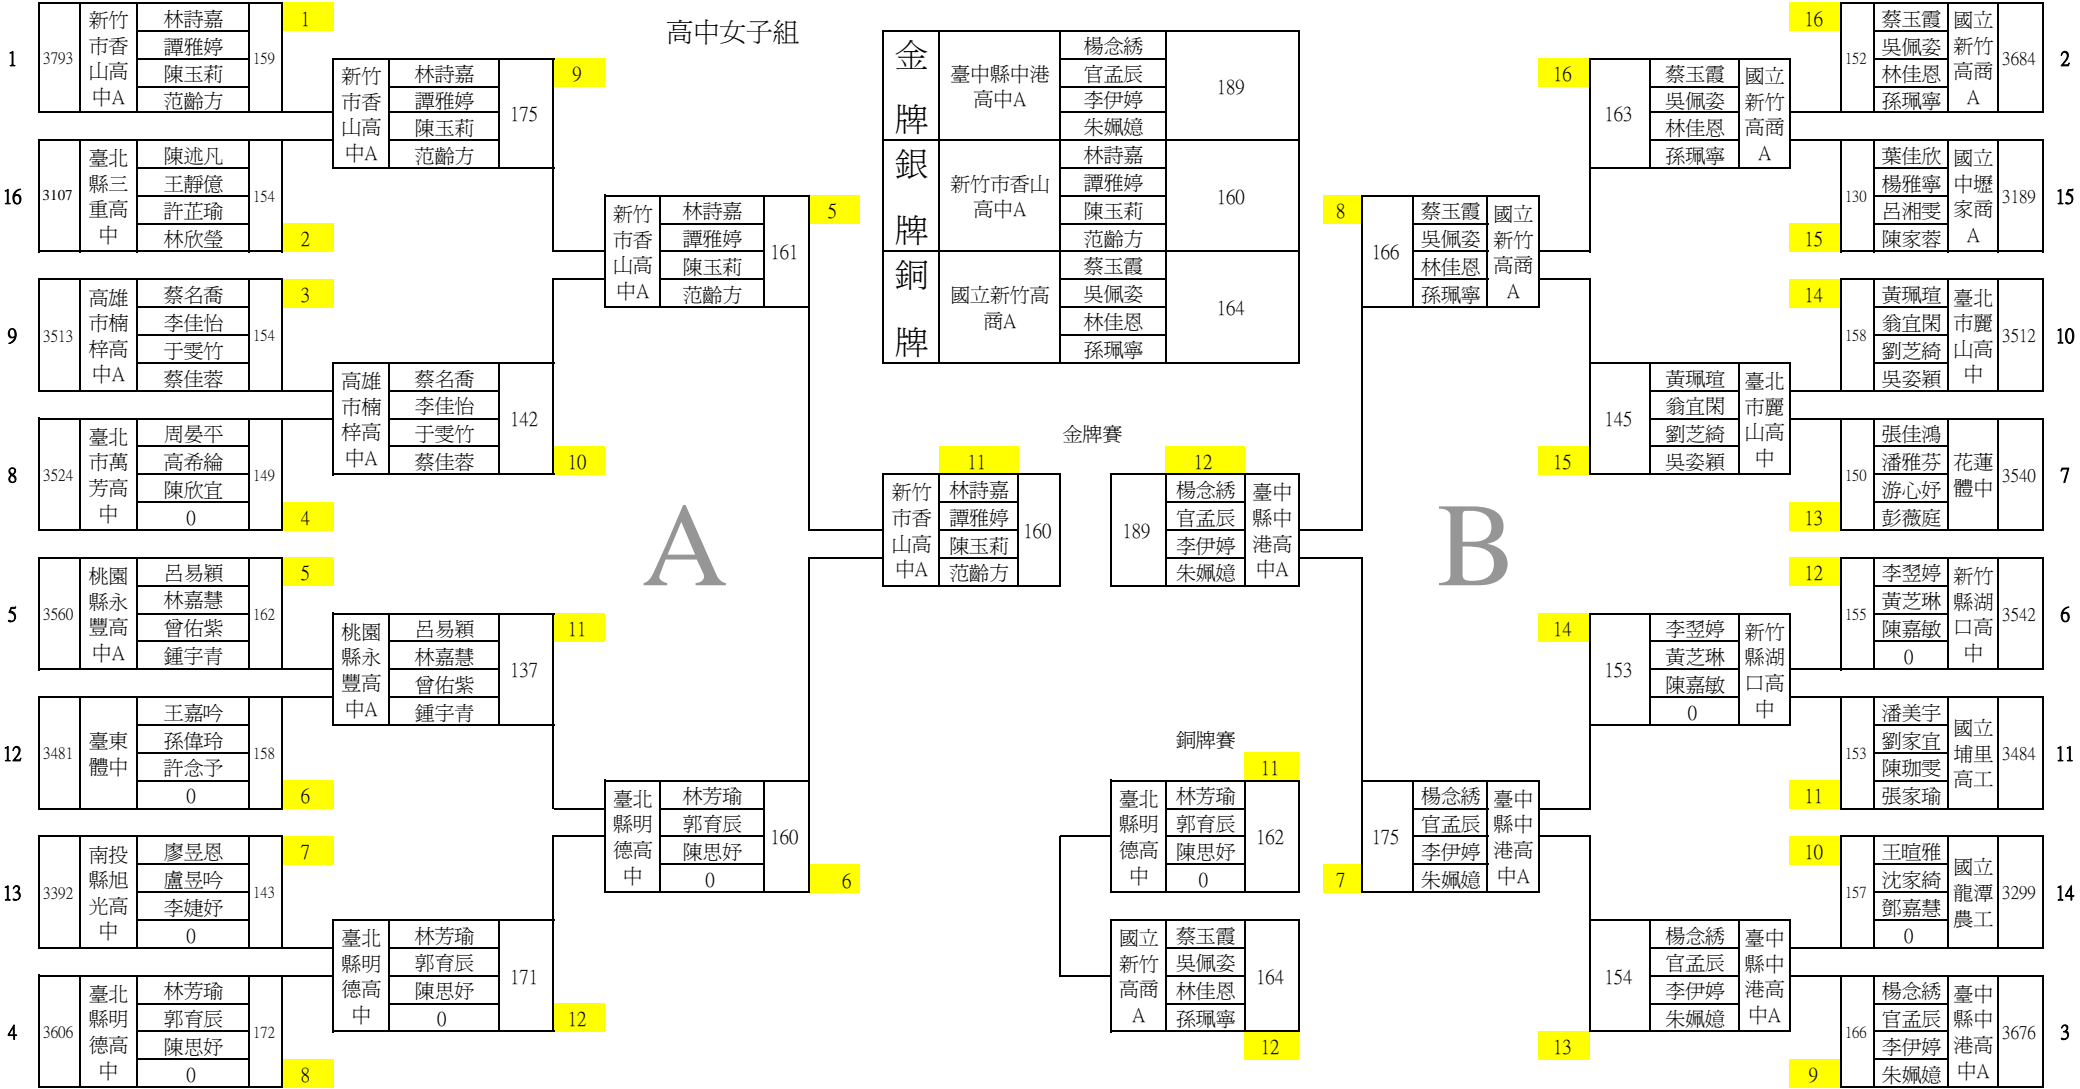 高中女子組
1
3793
新竹
市香
山高
中A
林詩嘉
譚雅婷
陳玉莉
范齡方
159
1
16
3107
臺北
縣三
重高
中
陳述凡
王靜億
許芷瑜
林欣瑩
154
2
9
3513
高雄
市楠
梓高
中A
蔡名喬
李佳怡
于雯竹
蔡佳蓉
154
3
8
3524
臺北
市萬
芳高
中
周晏平
高希綸
陳欣宜
0
149
4
5
3560
桃園
縣永
豐高
中A
呂易穎
林嘉慧
曾佑紫
鍾宇青
162
5
12
3481
臺東
體中
王嘉吟
孫偉玲
許念予
0
158
6
13
3392
南投
縣旭
光高
中
廖昱恩
盧昱吟
李婕妤
0
143
7
4
3606
臺北
縣明
德高
中
林芳瑜
郭育辰
陳思妤
0
172
8
新竹
市香
山高
中A
林詩嘉
譚雅婷
陳玉莉
范齡方
175
9
高雄
市楠
梓高
中A
蔡名喬
李佳怡
于雯竹
蔡佳蓉
142
10
桃園
縣永
豐高
中A
呂易穎
林嘉慧
曾佑紫
鍾宇青
137
11
臺北
縣明
德高
中
林芳瑜
郭育辰
陳思妤
0
171
12
新竹
市香
山高
中A
林詩嘉
譚雅婷
陳玉莉
范齡方
161
5
臺北
縣明
德高
中
林芳瑜
郭育辰
陳思妤
0
160
6
A
金
牌
臺中縣中港
高中A
楊念綉
官孟辰
李伊婷
朱姵嬑
189
銀
牌
新竹市香山
高中A
林詩嘉
譚雅婷
陳玉莉
范齡方
160
銅
牌
國立新竹高
商A
蔡玉霞
吳佩姿
林佳恩
孫珮寧
164
金牌賽
11
新竹
市香
山高
中A
林詩嘉
譚雅婷
陳玉莉
范齡方
160
12
189
楊念綉
官孟辰
李伊婷
朱姵嬑
臺中
縣中
港高
中A
銅牌賽
11
臺北
縣明
德高
中
林芳瑜
郭育辰
陳思妤
0
162
國立
新竹
高商
A
蔡玉霞
吳佩姿
林佳恩
孫珮寧
164
12
B
8
166
蔡玉霞
吳佩姿
林佳恩
孫珮寧
國立
新竹
高商
A
7
175
楊念綉
官孟辰
李伊婷
朱姵嬑
臺中
縣中
港高
中A
16
163
蔡玉霞
吳佩姿
林佳恩
孫珮寧
國立
新竹
高商
A
15
145
黃珮瑄
翁宜閑
劉芝綺
吳姿穎
臺北
市麗
山高
中
14
153
李翌婷
黃芝琳
陳嘉敏
0
新竹
縣湖
口高
中
13
154
楊念綉
官孟辰
李伊婷
朱姵嬑
臺中
縣中
港高
中A
16
152
蔡玉霞
吳佩姿
林佳恩
孫珮寧
國立
新竹
高商
A
3684
2
15
130
葉佳欣
楊雅寧
呂湘雯
陳家蓉
國立
中壢
家商
A
3189
15
14
158
黃珮瑄
翁宜閑
劉芝綺
吳姿穎
臺北
市麗
山高
中
3512
10
13
150
張佳鴻
潘雅芬
游心妤
彭薇庭
花蓮
體中
3540
7
12
155
李翌婷
黃芝琳
陳嘉敏
0
新竹
縣湖
口高
中
3542
6
11
153
潘美宇
劉家宜
陳珈雯
張家瑜
國立
埔里
高工
3484
11
10
157
王暄雅
沈家綺
鄧嘉慧
0
國立
龍潭
農工
3299
14
9
166
楊念綉
官孟辰
李伊婷
朱姵嬑
臺中
縣中
港高
中A
3676
3